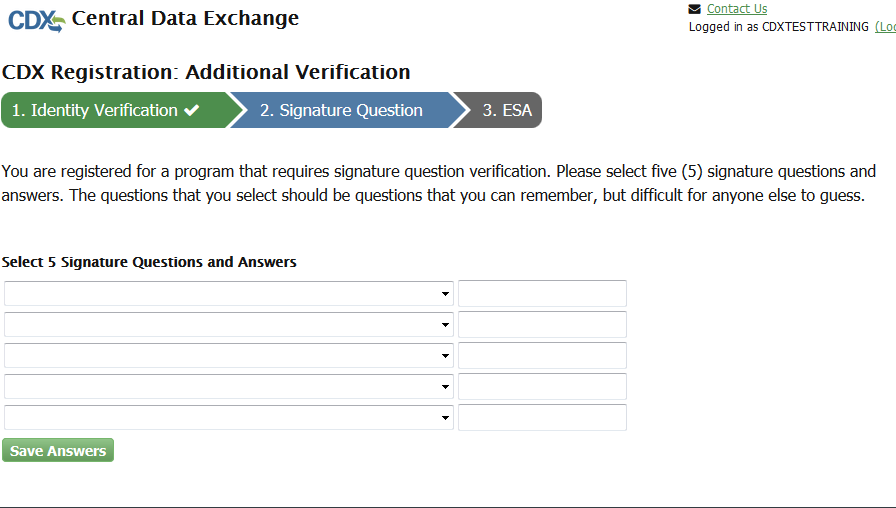 CDX Central Data Exchange
Contact Us
Logged in as CDXTESTTRAINING (Lo
CDX Registration: Additional Verification
1. Identity Verification
2. Signature Question
3. ESA
You are registered for a program that requires signature question verification. Please select five (5) signature questions and
answers. The questions that you select should be questions that you can remember, but difficult for anyone else to guess.
Select 5 Signature Questions and Answers
Save Answers